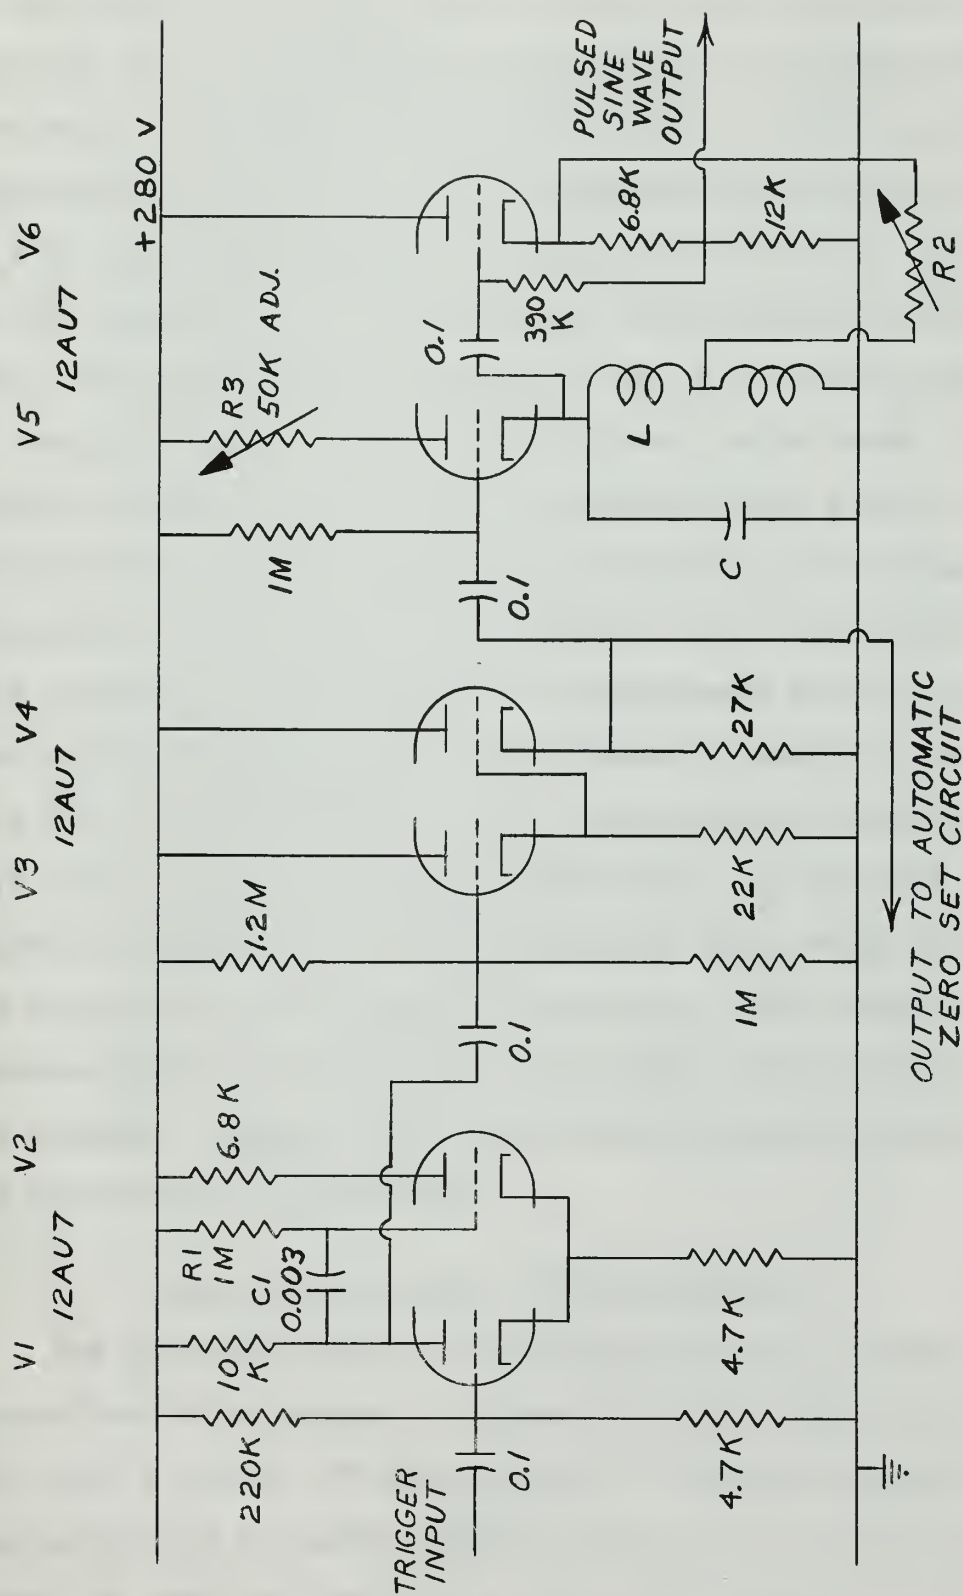 V1
12AU7
V2
V3
12AU7
V4
V5
12AU7
V6
+280 V
220K
10
K
R1
1M
C1
0.003
6.8K
1.2M
1M
R3
50K ADJ.
TRIGGER
INPUT
0.1
0.1
0.1
0.1
390
K
PULSED
SINE
WAVE
OUTPUT
4.7K
4.7K
1M
22K
27K
C
L
6.8K
12K
R2
OUTPUT TO AUTOMATIC
ZERO SET CIRCUIT